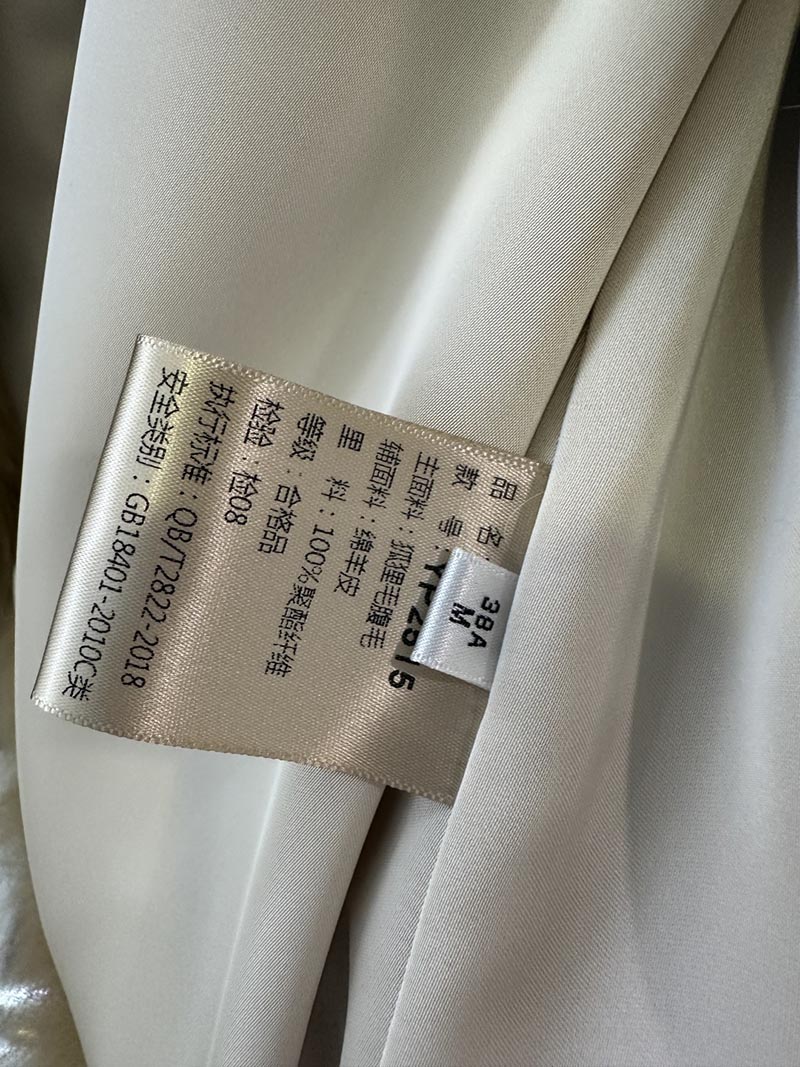 品 名：
款 号：YP2815
主面料：狐狸毛腹毛
辅面料：绵羊皮
里 料：100%聚酯纤维
等级：合格品
检验：检08
执行标准：QB/T2822-2018
安全类别：GB18401-2010C类
38A
M